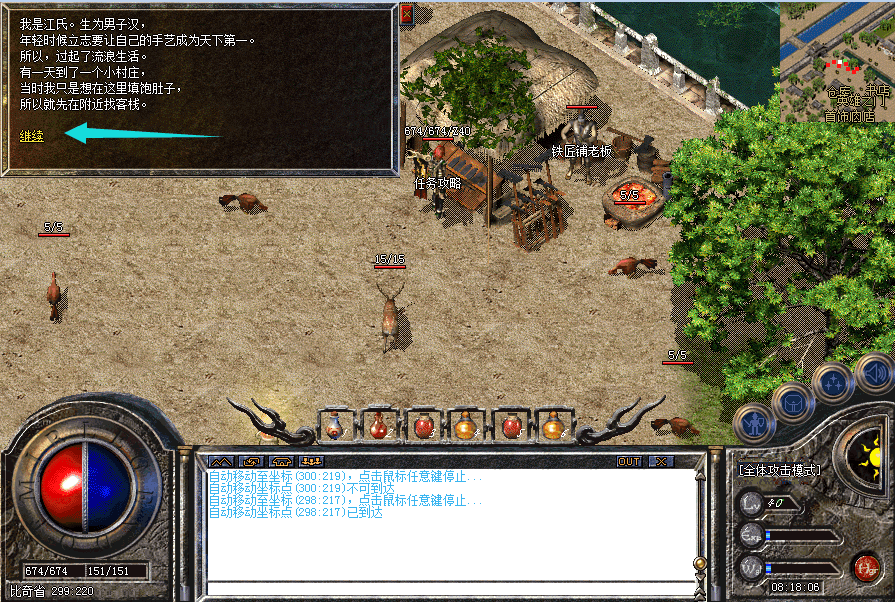 我是江氏。生为男子汉，
年轻时候立志要让自己的手艺成为天下第一。
所以，过起了流浪生活。
有一天到了一个小村庄，
当时我只是想在这里填饱肚子，
所以就先在附近找客栈。
继续
书店
英雄之门
首饰肉店
674/674/Z40
铁匠铺老板
任务攻略
5/5
5/5
15/15
5/5
OUT
自动移动至坐标(300:219)，点击鼠标任意键停止...
自动移动坐标点(300:219)不可到达
自动移动至坐标(298:217)，点击鼠标任意键停止...
自动移动坐标点(298:217)已到达
[全体攻击模式]
Lv 40
Exp
W
674/674 151/151
比奇省 299:220
08:18:06